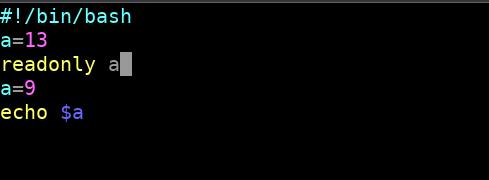 #!/bin/bash
a=13
readonly a
a=9
echo $a